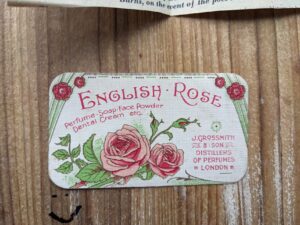 Burns, on the event of the
ENGLISH · ROSE
Perfume-Soap-Face Powder
Dental Cream etc.
J. GROSSMITH
& SON
DISTILLERS
OF PERFUMES
LONDON